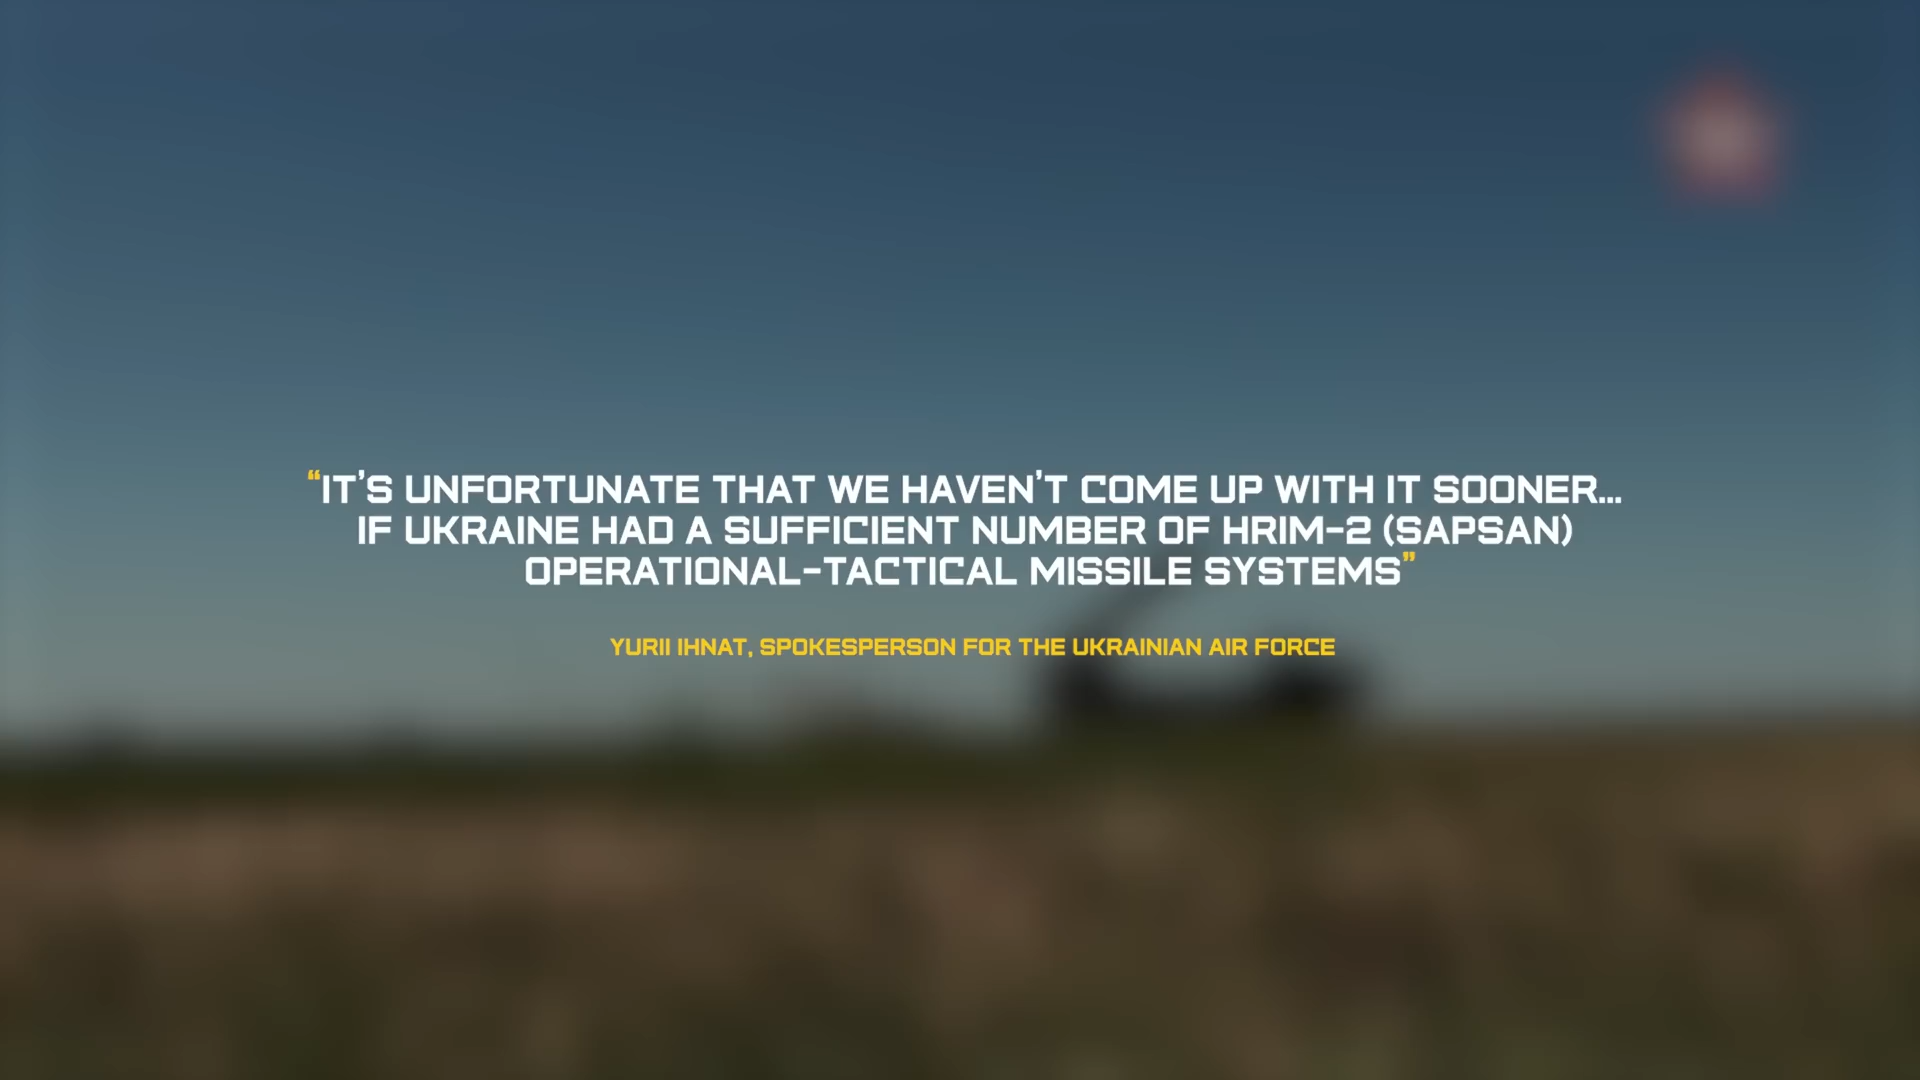 “IT’S UNFORTUNATE THAT WE HAVEN’T COME UP WITH IT SOONER...
IF UKRAINE HAD A SUFFICIENT NUMBER OF HRIM-2 (SAPSAN)
OPERATIONAL-TACTICAL MISSILE SYSTEMS”
YURII IHNAT, SPOKESPERSON FOR THE UKRAINIAN AIR FORCE